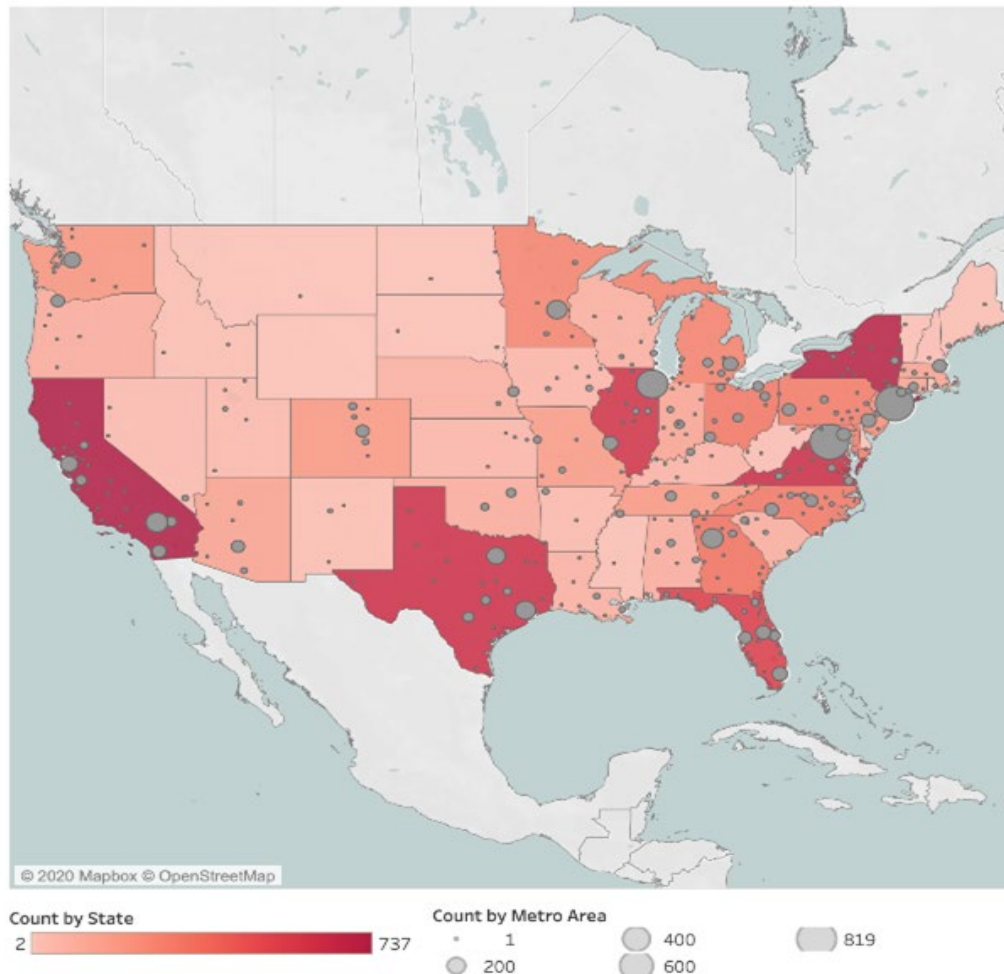 © 2020 Mapbox © OpenStreetMap
Count by State
2 737
Count by Metro Area
1 400 819
200 600